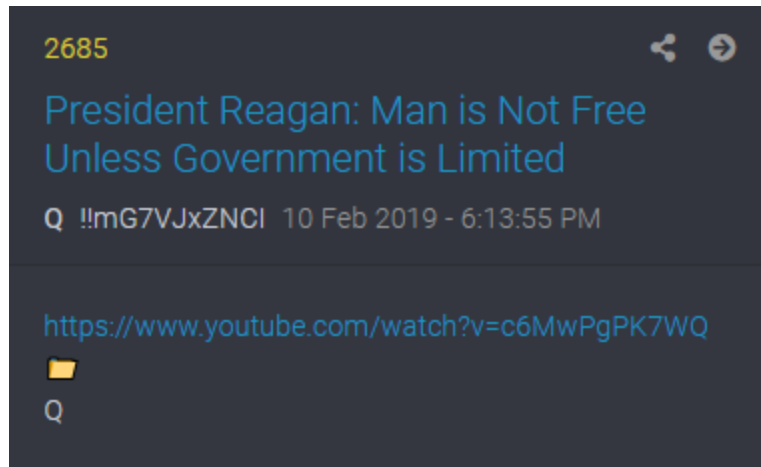 2685
President Reagan: Man is Not Free
Unless Government is Limited
Q !!mG7VJxZNCI 10 Feb 2019 - 6:13:55 PM
https://www.youtube.com/watch?v=c6MwPgPK7WQ
Q